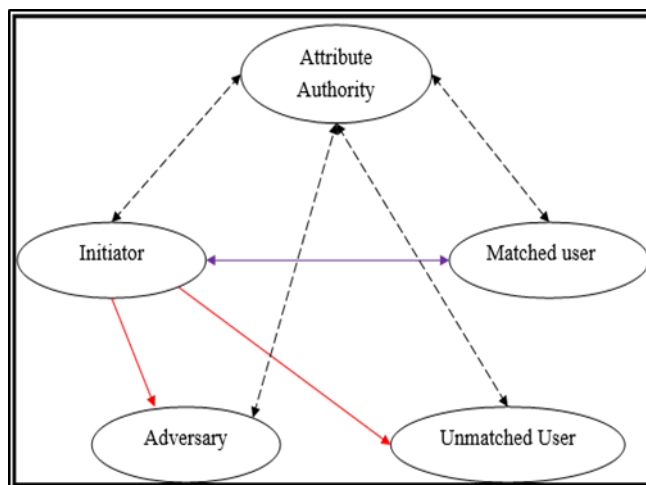 Attribute
Authority
Initiator
Matched user
Adversary
Unmatched User